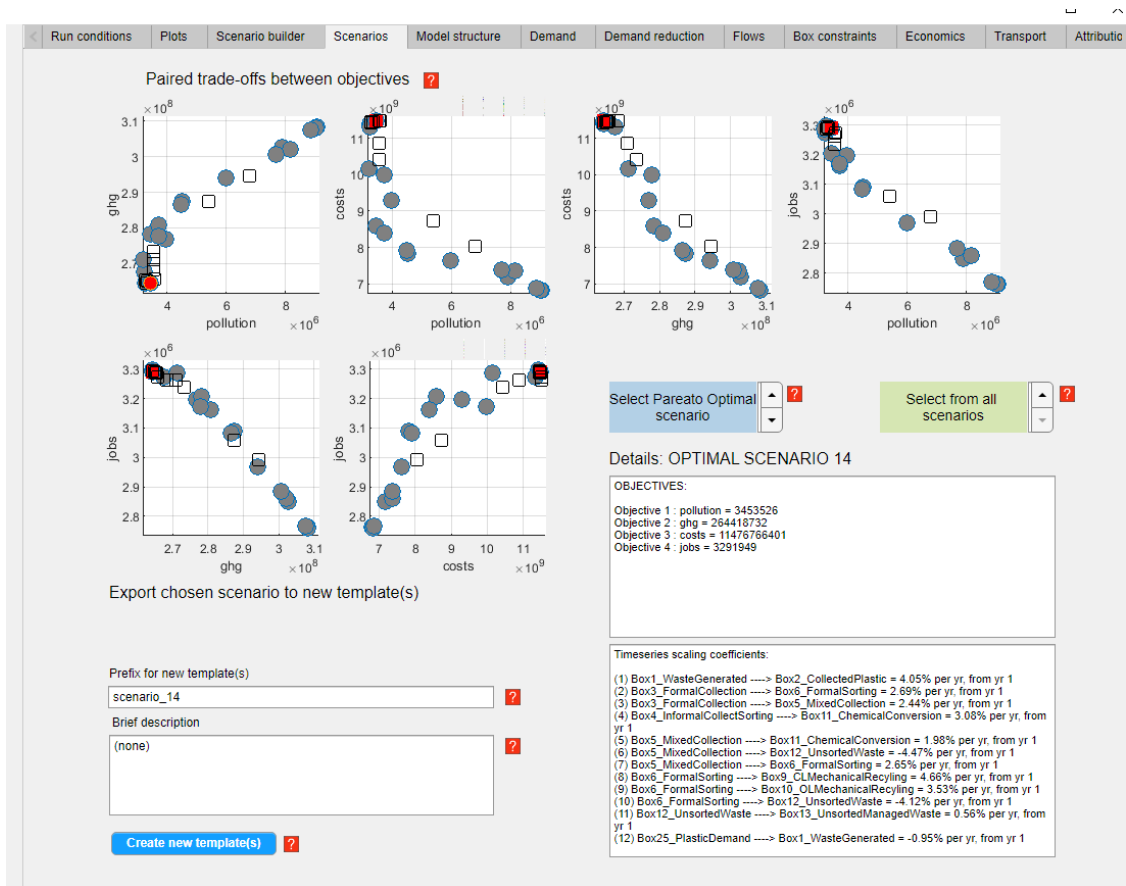 Run conditions Plots Scenario builder Scenarios Model structure Demand Demand reduction Flows Box constraints Economics Transport Attributio
Paired trade-offs between objectives ?
×10^8
3.1
3
2.9
2.8
2.7
ghg
4 6 8
pollution ×10^6
×10^9
11
10
9
8
7
costs
4 6 8
pollution ×10^6
×10^9
11
10
9
8
7
costs
2.7 2.8 2.9 3 3.1
ghg ×10^8
×10^6
3.3
3.2
3.1
3
2.9
2.8
jobs
4 6 8
pollution ×10^6
×10^6
3.3
3.2
3.1
3
2.9
2.8
jobs
2.7 2.8 2.9 3 3.1
ghg ×10^8
×10^6
3.3
3.2
3.1
3
2.9
2.8
jobs
7 8 9 10 11
costs ×10^9
Select Pareato Optimal
scenario
?
Select from all
scenarios
?
Details: OPTIMAL SCENARIO 14
OBJECTIVES:
Objective 1 : pollution = 3453526
Objective 2 : ghg = 264418732
Objective 3 : costs = 11476766401
Objective 4 : jobs = 3291949
Timeseries scaling coefficients:
(1) Box1_WasteGenerated ----> Box2_CollectedPlastic = 4.05% per yr, from yr 1
(2) Box3_FormalCollection ----> Box6_FormalSorting = 2.69% per yr, from yr 1
(3) Box3_FormalCollection ----> Box5_MixedCollection = 2.44% per yr, from yr 1
(4) Box4_InformalCollectSorting ----> Box11_ChemicalConversion = 3.08% per yr, from
yr 1
(5) Box5_MixedCollection ----> Box11_ChemicalConversion = 1.98% per yr, from yr 1
(6) Box5_MixedCollection ----> Box12_UnsortedWaste = -4.47% per yr, from yr 1
(7) Box5_MixedCollection ----> Box6_FormalSorting = 2.65% per yr, from yr 1
(8) Box6_FormalSorting ----> Box9_CLMechanicalRecyling = 4.66% per yr, from yr 1
(9) Box6_FormalSorting ----> Box10_OLMechanicalRecyling = 3.53% per yr, from yr 1
(10) Box6_FormalSorting ----> Box12_UnsortedWaste = -4.12% per yr, from yr 1
(11) Box12_UnsortedWaste ----> Box13_UnsortedManagedWaste = 0.56% per yr, from
yr 1
(12) Box25_PlasticDemand ----> Box1_WasteGenerated = -0.95% per yr, from yr 1
Export chosen scenario to new template(s)
Prefix for new template(s)
scenario_14
?
Brief description
(none)
?
Create new template(s)
?